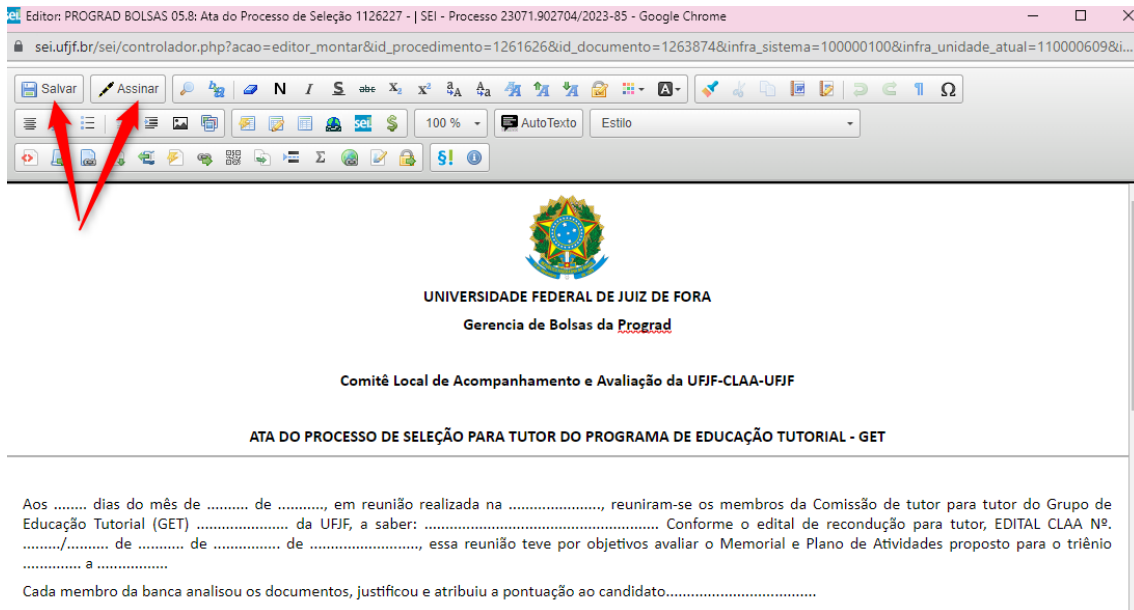 Editor: PROGRAD BOLSAS 05.8: Ata do Processo de Seleção 1126227 - | SEI - Processo 23071.902704/2023-85 - Google Chrome
sei.ufjf.br/sei/controlador.php?acao=editor_montar&id_procedimento=1261626&id_documento=1263874&infra_sistema=100000100&infra_unidade_atual=110000609&i...
Salvar Assinar N I S abc X₂ X² ªA Aª ¶ Ω
sei $ 100 % AutoTexto Estilo
Σ §!
UNIVERSIDADE FEDERAL DE JUIZ DE FORA
Gerencia de Bolsas da Prograd
Comitê Local de Acompanhamento e Avaliação da UFJF-CLAA-UFJF
ATA DO PROCESSO DE SELEÇÃO PARA TUTOR DO PROGRAMA DE EDUCAÇÃO TUTORIAL - GET
Aos ........ dias do mês de .......... de ..........., em reunião realizada na ......................, reuniram-se os membros da Comissão de tutor para tutor do Grupo de
Educação Tutorial (GET) ...................... da UFJF, a saber: ........................................................ Conforme o edital de recondução para tutor, EDITAL CLAA Nº.
........./.......... de ........... de ................ de .........................., essa reunião teve por objetivos avaliar o Memorial e Plano de Atividades proposto para o triênio
.............. a .................
Cada membro da banca analisou os documentos, justificou e atribuiu a pontuação ao candidato....................................